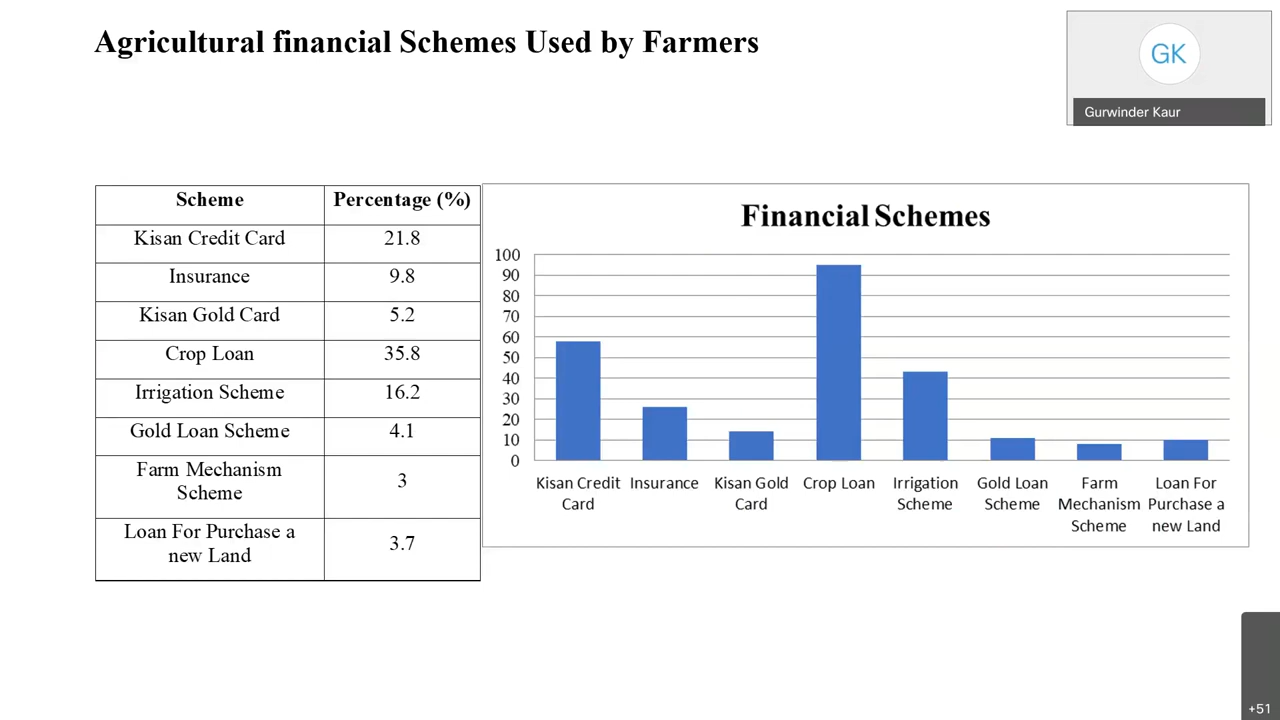 Agricultural financial Schemes Used by Farmers
GK
Gurwinder Kaur
Scheme Percentage (%)
Kisan Credit Card 21.8
Insurance 9.8
Kisan Gold Card 5.2
Crop Loan 35.8
Irrigation Scheme 16.2
Gold Loan Scheme 4.1
Farm Mechanism
Scheme
3
Loan For Purchase a
new Land
3.7
Financial Schemes
100
90
80
70
60
50
40
30
20
10
0
Kisan Credit Insurance Kisan Gold Crop Loan Irrigation Gold Loan Farm Loan For
Card Card Scheme Scheme Mechanism Purchase a
Scheme new Land
+51